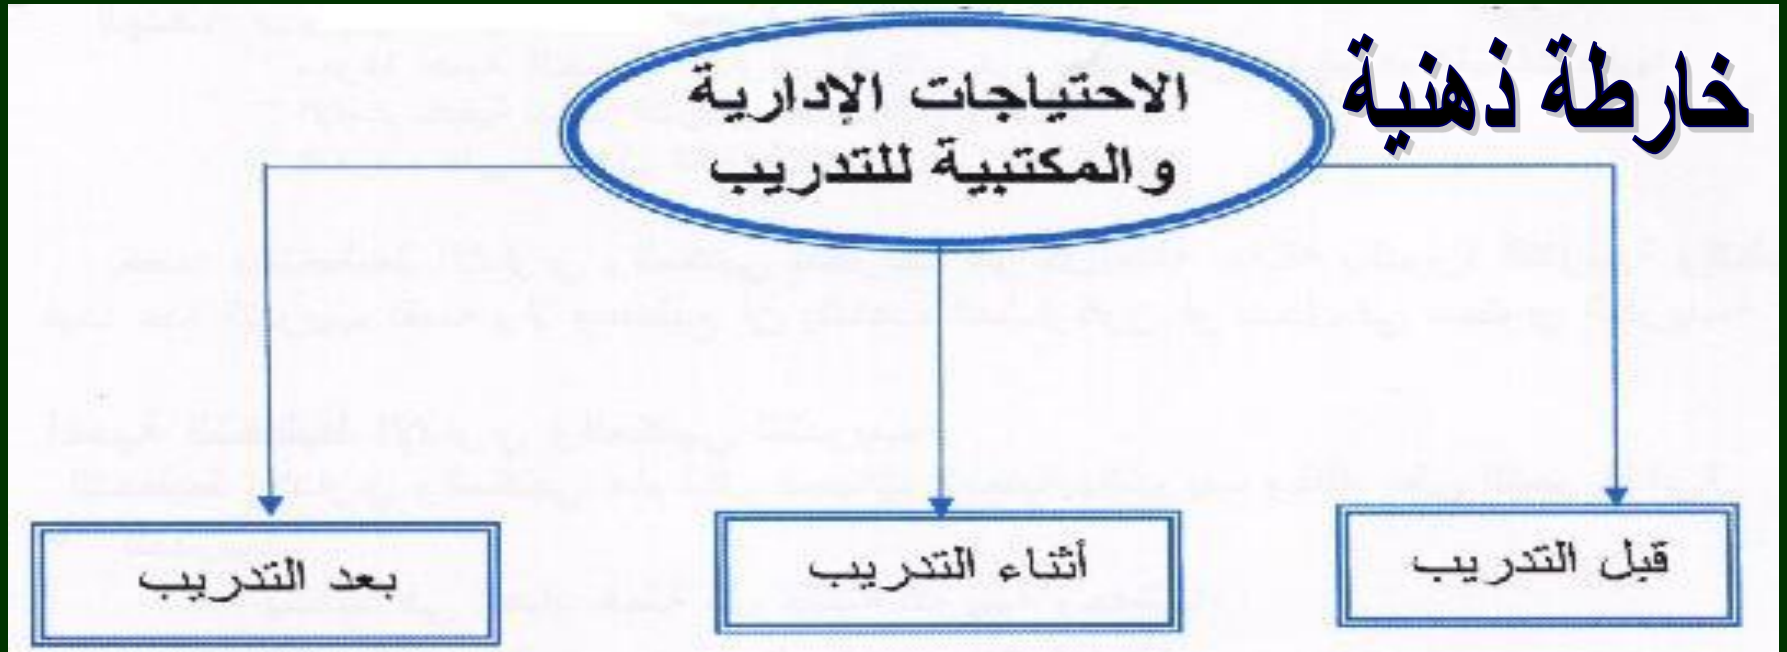 خارطة ذهنية
الاحتياجات الإدارية
والمكتبية للتدريب
قبل التدريب
أثناء التدريب
بعد التدريب